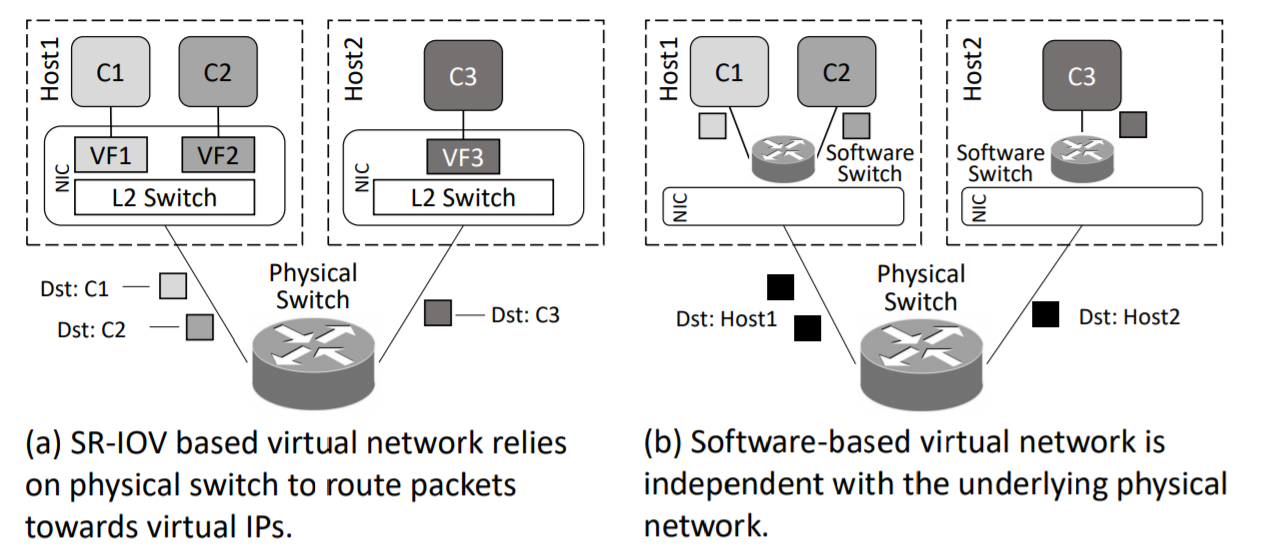 Host1
C1
C2
VF1
VF2
NIC
L2 Switch
Host2
C3
VF3
NIC
L2 Switch
Physical
Switch
Dst: C1
Dst: C2
Dst: C3
(a) SR-IOV based virtual network relies
on physical switch to route packets
towards virtual IPs.
Host1
C1
C2
Software
Switch
NIC
Host2
C3
Software
Switch
NIC
Physical
Switch
Dst: Host1
Dst: Host2
(b) Software-based virtual network is
independent with the underlying physical
network.